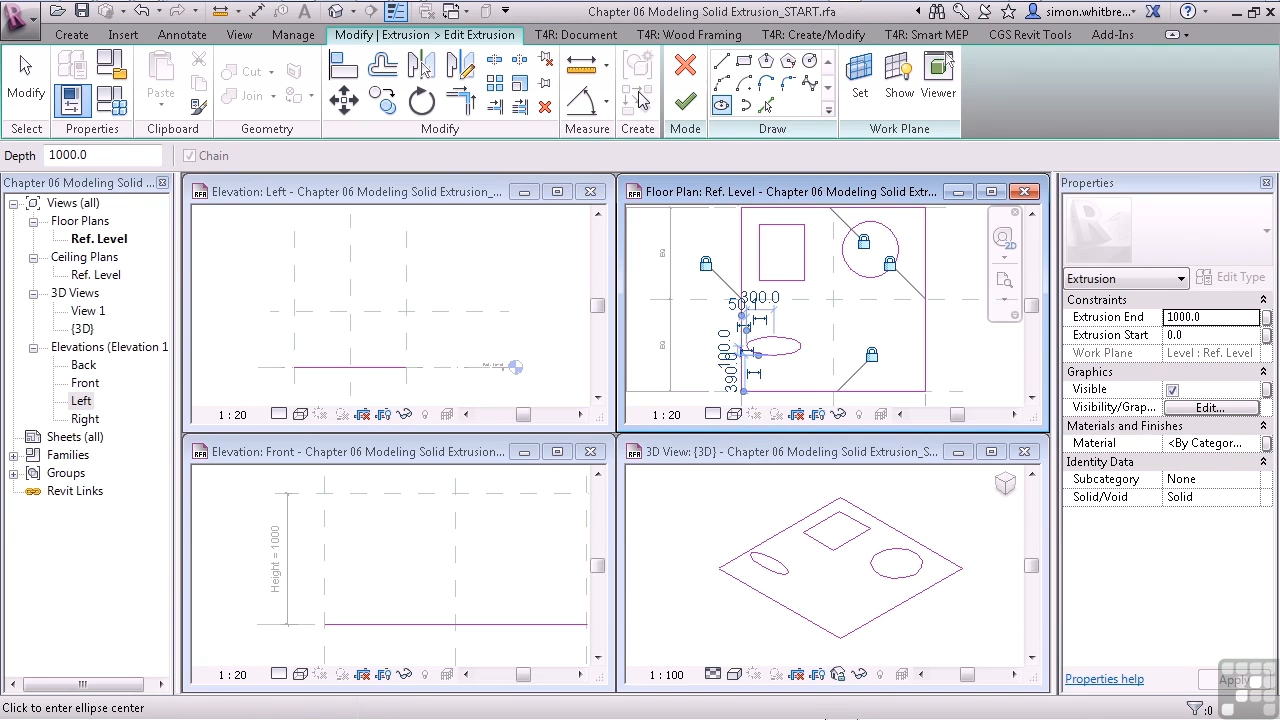 Chapter 06 Modeling Solid Extrusion_START.rfa
simon.whitbre...
Create Insert Annotate View Manage Modify | Extrusion > Edit Extrusion T4R: Document T4R: Wood Framing T4R: Create/Modify T4R: Smart MEP CGS Revit Tools Add-Ins
Cut
Join
Modify Paste Set Show Viewer
Select Properties Clipboard Geometry Modify Measure Create Mode Draw Work Plane
Depth 1000.0 Chain
Chapter 06 Modeling Solid ...
Views (all)
Floor Plans
Ref. Level
Ceiling Plans
Ref. Level
3D Views
View 1
{3D}
Elevations (Elevation 1
Back
Front
Left
Right
Sheets (all)
Families
Groups
Revit Links
RFA Elevation: Left - Chapter 06 Modeling Solid Extrusion_...
1 : 20
RFA Floor Plan: Ref. Level - Chapter 06 Modeling Solid Extr...
2D
300.0
100.0
1 : 20
RFA Elevation: Front - Chapter 06 Modeling Solid Extrusion...
Height = 1000
1 : 20
RFA 3D View: {3D} - Chapter 06 Modeling Solid Extrusion_S...
1 : 100
Properties
Extrusion Edit Type
Constraints
Extrusion End 1000.0
Extrusion Start 0.0
Work Plane Level : Ref. Level
Graphics
Visible
Visibility/Grap... Edit...
Materials and Finishes
Material <By Categor...
Identity Data
Subcategory None
Solid/Void Solid
Properties help Apply
Click to enter ellipse center
:0